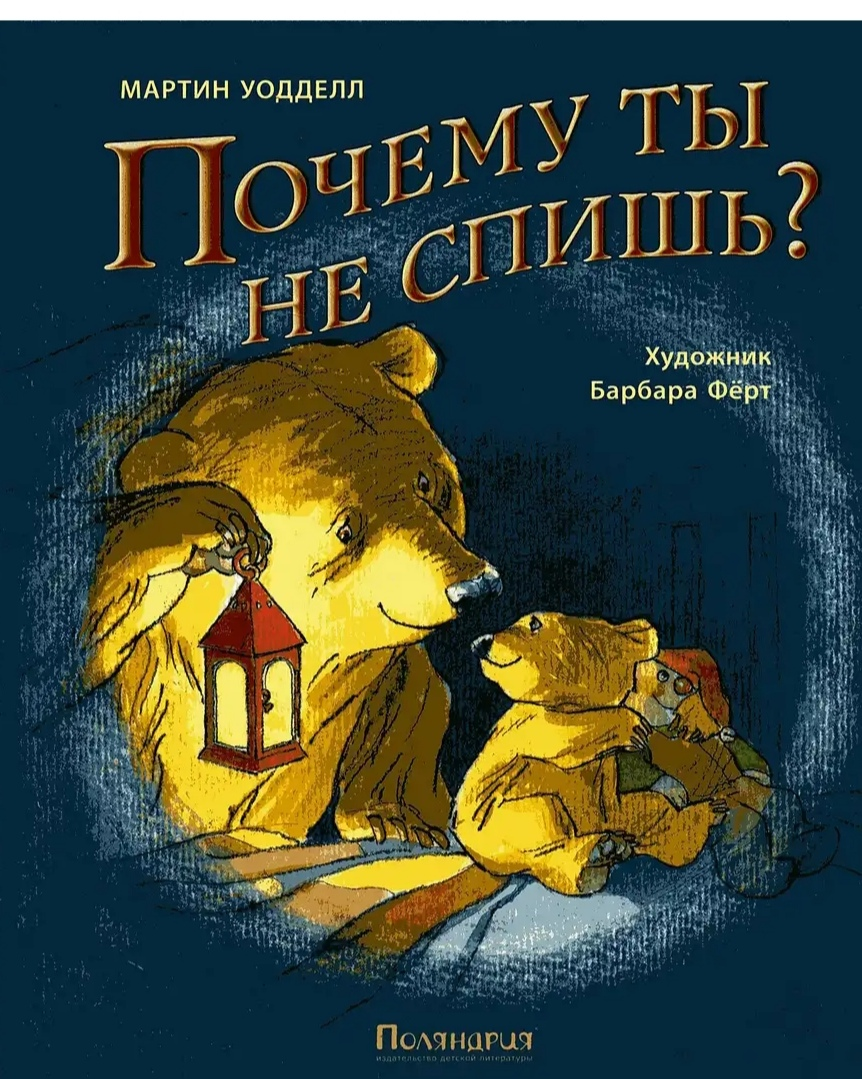 МАРТИН УОДДЕЛЛ
ПОЧЕМУ ТЫ
НЕ СПИШЬ?
Художник
Барбара Фёрт
Поляндрия
издательство детской литературы